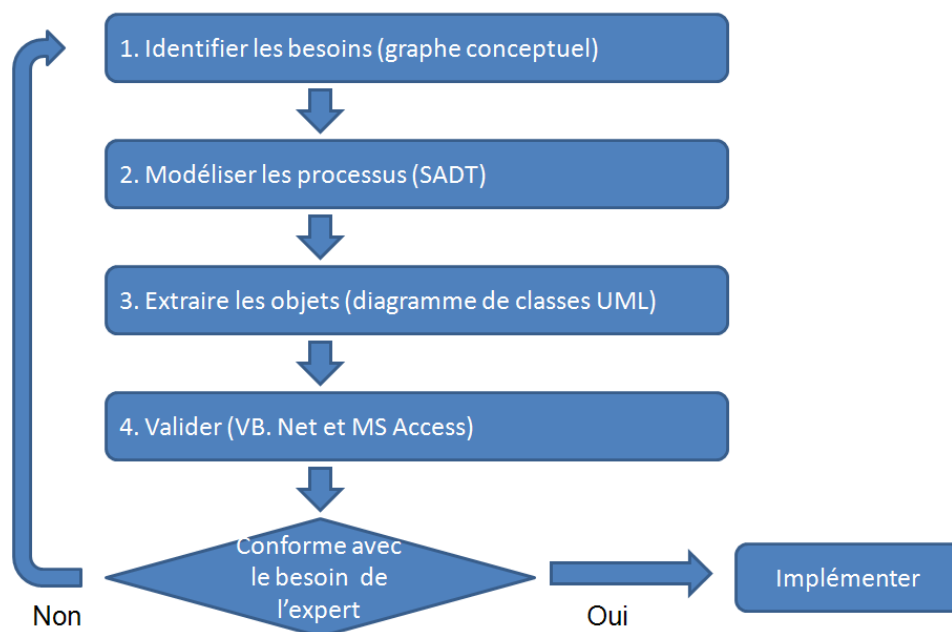 1. Identifier les besoins (graphe conceptuel)
2. Modéliser les processus (SADT)
3. Extraire les objets (diagramme de classes UML)
4. Valider (VB. Net et MS Access)
Conforme avec
le besoin de
l'expert
Implémenter
Non
Oui